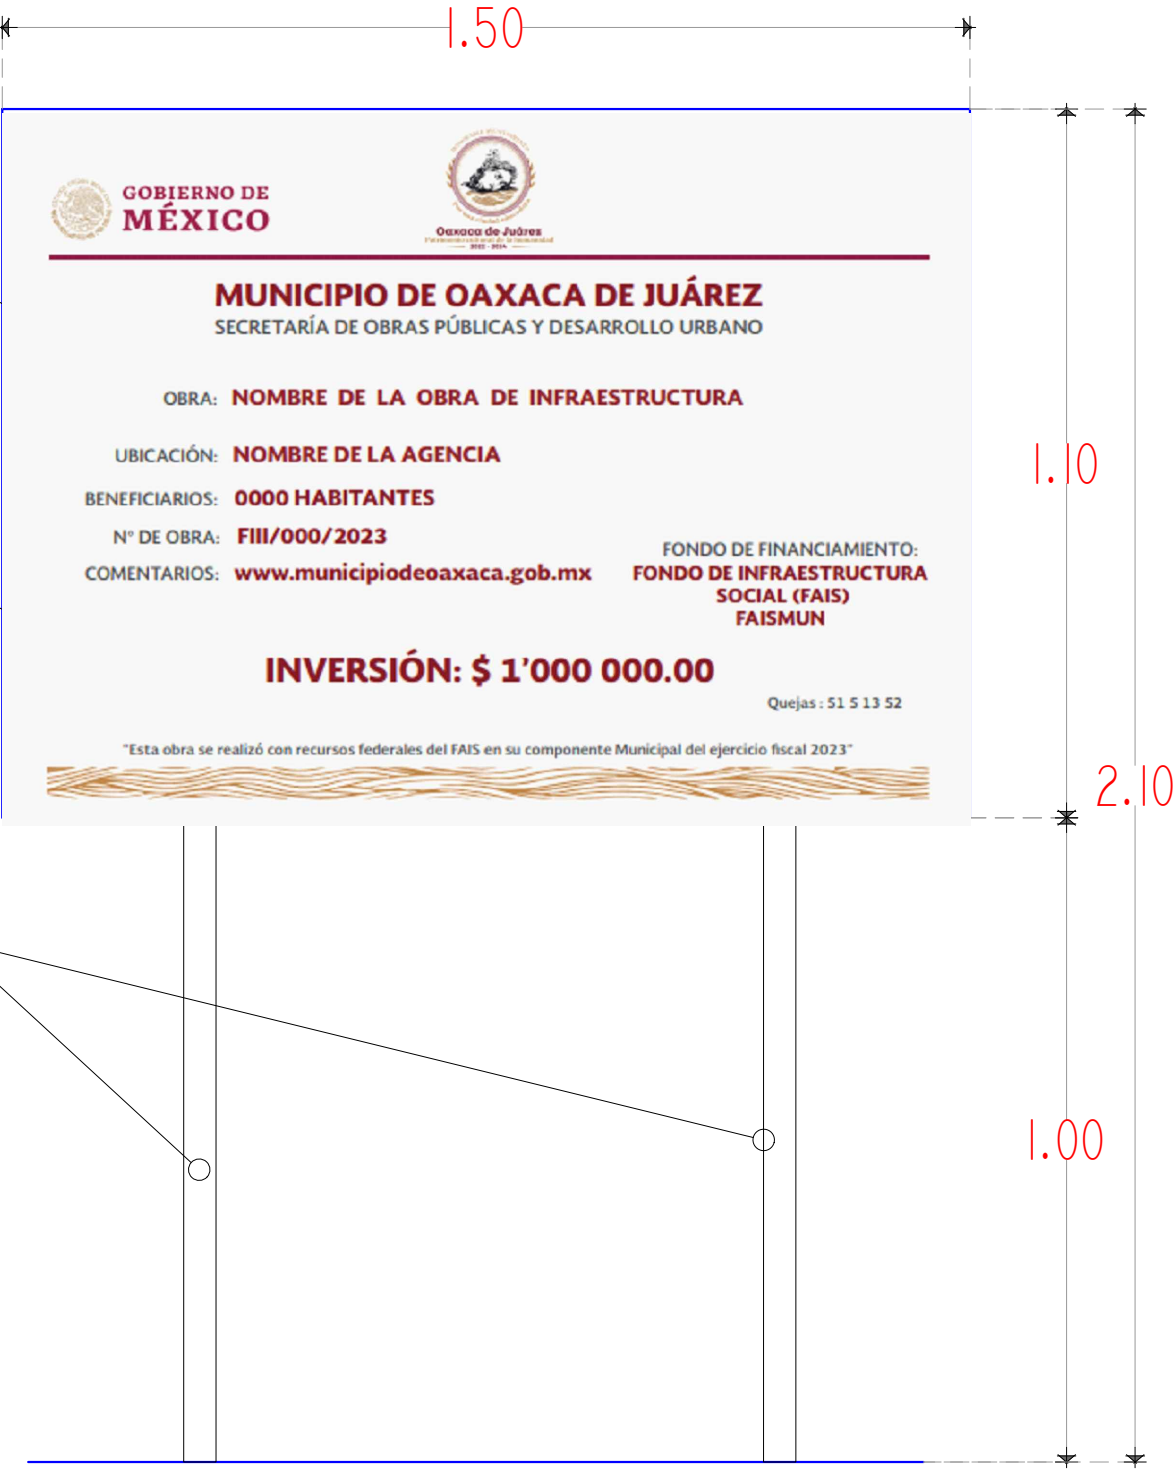 1.50
GOBIERNO DE
MÉXICO
Oaxaca de Juárez
2022 - 2024
MUNICIPIO DE OAXACA DE JUÁREZ
SECRETARÍA DE OBRAS PÚBLICAS Y DESARROLLO URBANO
OBRA: NOMBRE DE LA OBRA DE INFRAESTRUCTURA
UBICACIÓN: NOMBRE DE LA AGENCIA
BENEFICIARIOS: 0000 HABITANTES
N° DE OBRA: FIII/000/2023
COMENTARIOS: www.municipiodeoaxaca.gob.mx
FONDO DE FINANCIAMIENTO:
FONDO DE INFRAESTRUCTURA
SOCIAL (FAIS)
FAISMUN
INVERSIÓN: $ 1'000 000.00
Quejas : 51 5 13 52
"Esta obra se realizó con recursos federales del FAIS en su componente Municipal del ejercicio fiscal 2023"
1.10
2.10
1.00